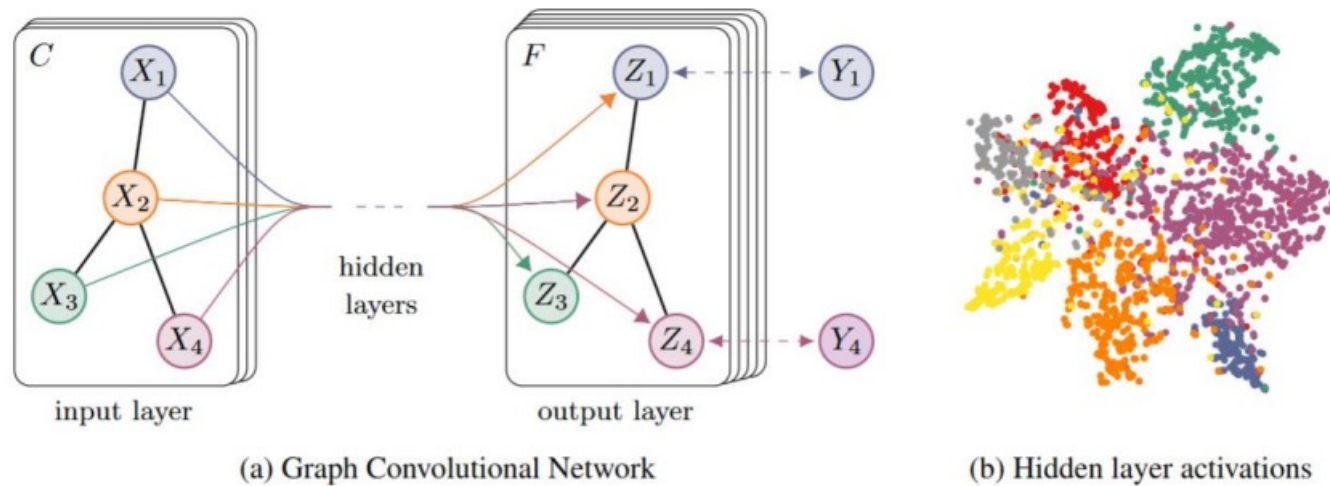 C
X₁
X₂
X₃
X₄
input layer
hidden
layers
F
Z₁
Z₂
Z₃
Z₄
output layer
Y₁
Y₄
(a) Graph Convolutional Network
(b) Hidden layer activations